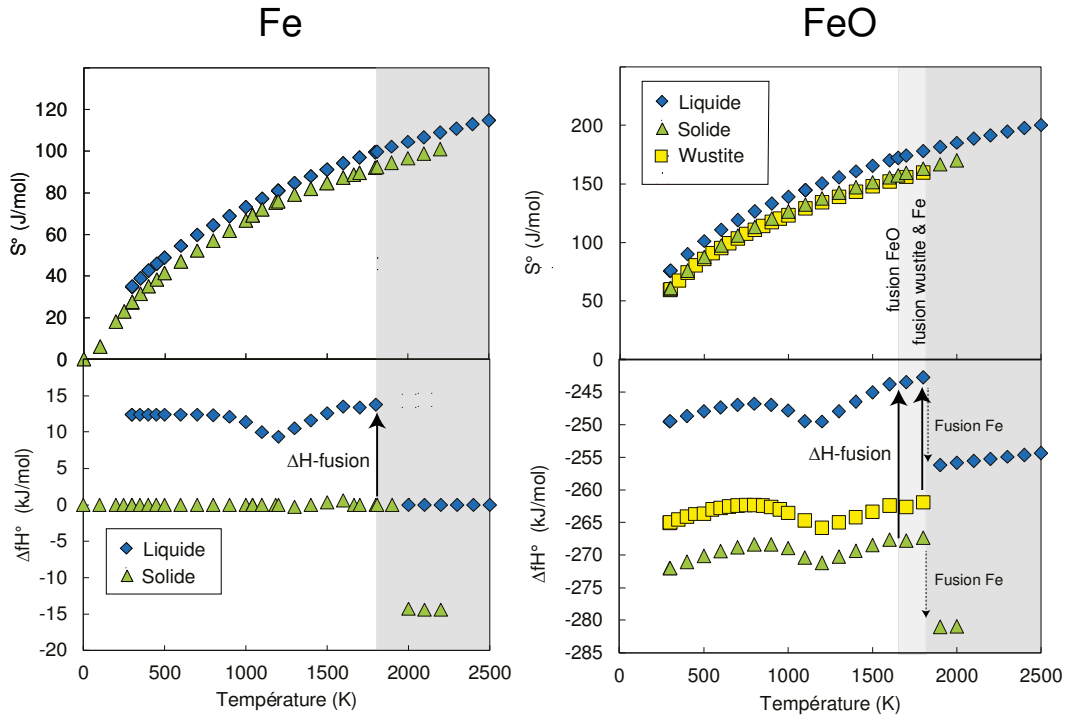 Fe
FeO
S° (J/mol)
120
100
80
60
40
20
0
15
10
5
0
-5
-10
-15
-20
ΔfH° (kJ/mol)
ΔH-fusion
Liquide
Solide
0
500
1000
1500
2000
2500
Température (K)
Liquide
Solide
Wustite
S° (J/mol)
200
150
100
50
0
fusion FeO
fusion wustite & Fe
-245
-250
-255
-260
-265
-270
-275
-280
-285
ΔfH° (kJ/mol)
ΔH-fusion
Fusion Fe
Fusion Fe
0
500
1000
1500
2000
2500
Température (K)